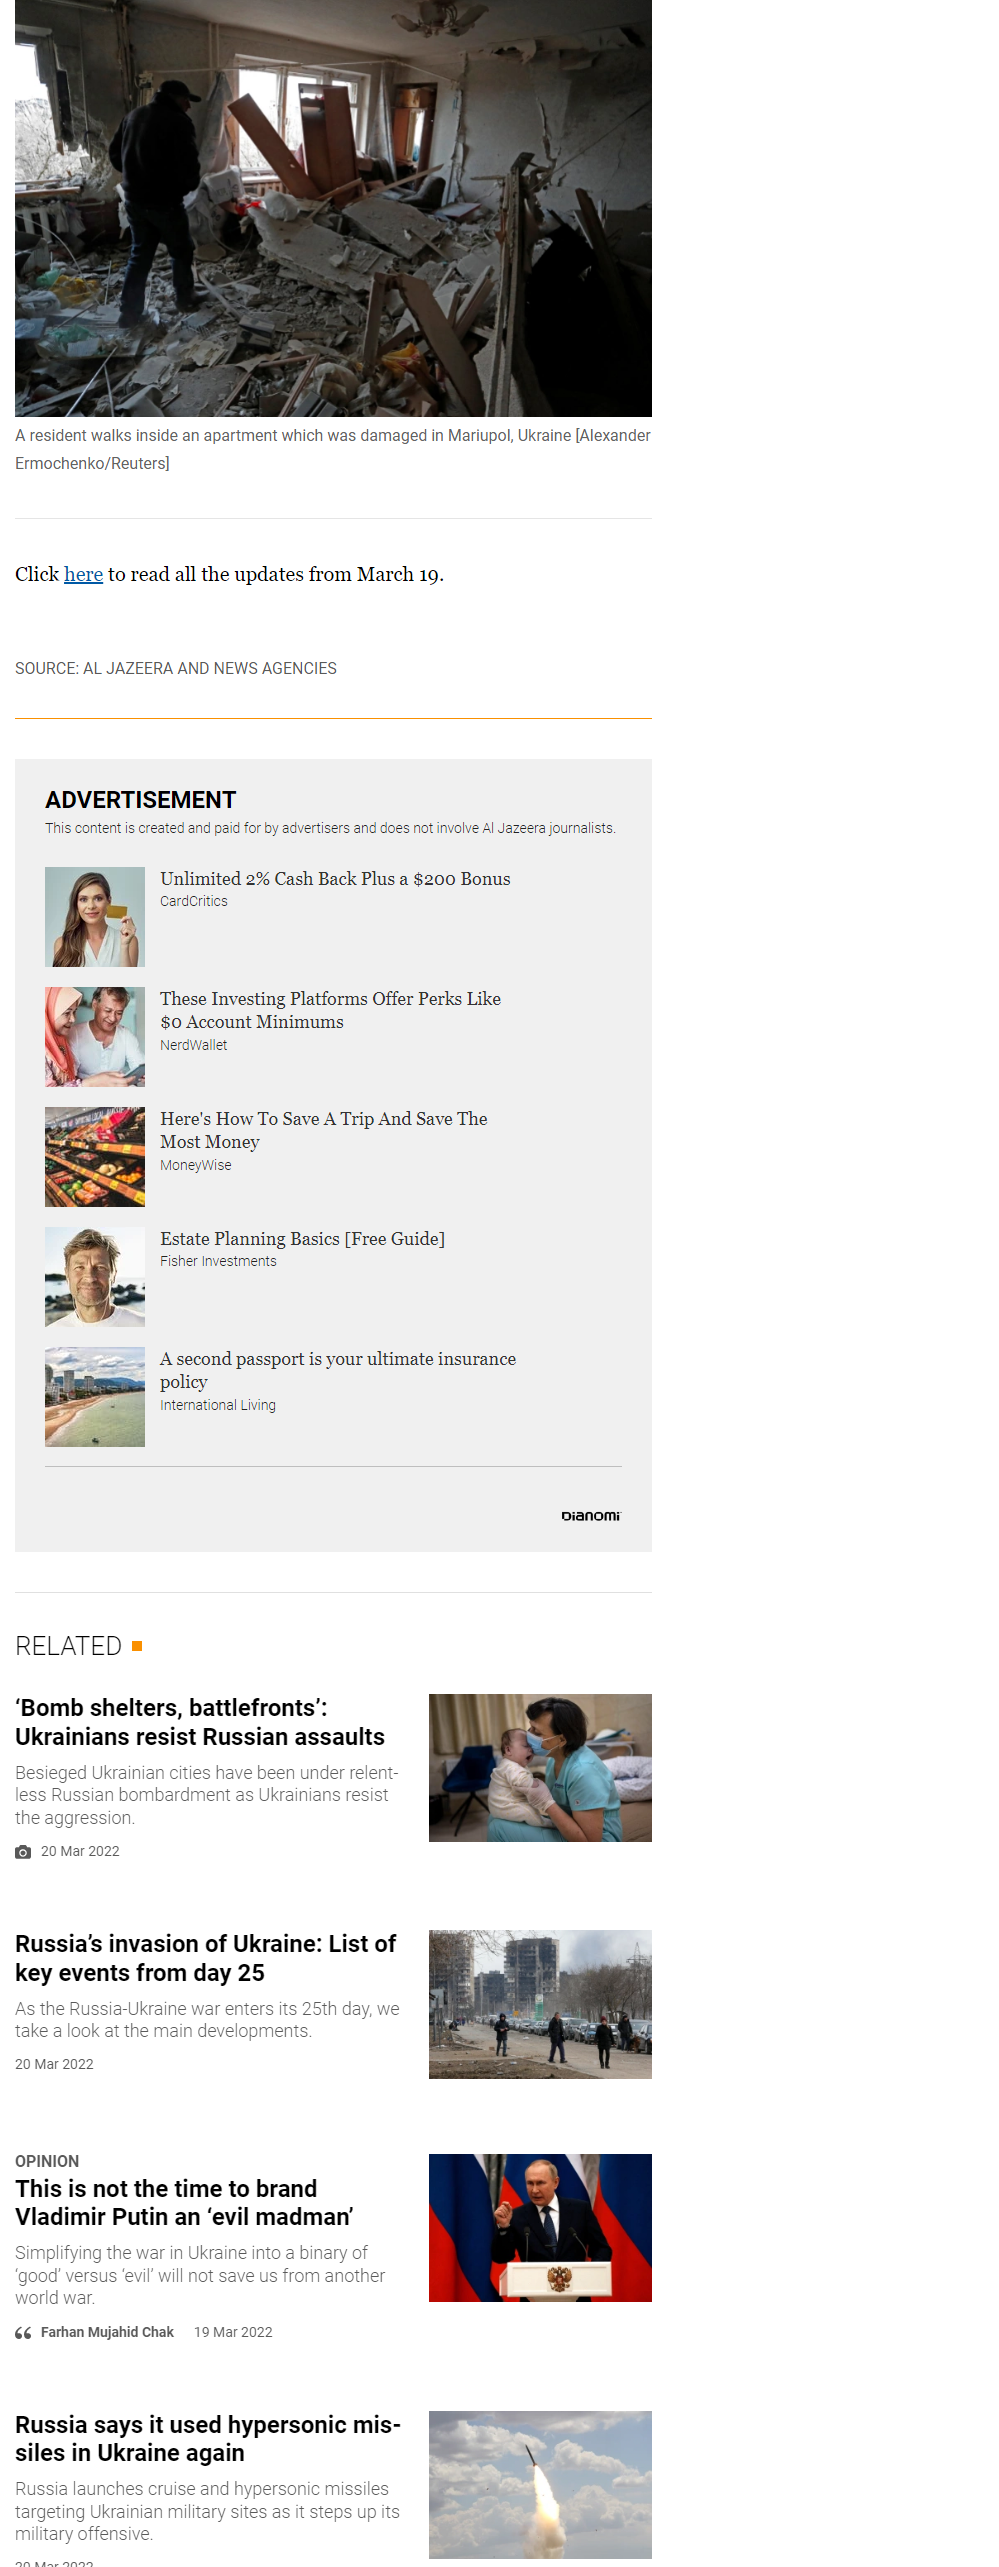 A resident walks inside an apartment which was damaged in Mariupol, Ukraine [Alexander
Ermochenko/Reuters]
Click here to read all the updates from March 19.
SOURCE: AL JAZEERA AND NEWS AGENCIES
ADVERTISEMENT
This content is created and paid for by advertisers and does not involve Al Jazeera journalists.
Unlimited 2% Cash Back Plus a $200 Bonus
CardCritics
These Investing Platforms Offer Perks Like
$0 Account Minimums
NerdWallet
Here's How To Save A Trip And Save The
Most Money
MoneyWise
Estate Planning Basics [Free Guide]
Fisher Investments
A second passport is your ultimate insurance
policy
International Living
Dianomi
RELATED
‘Bomb shelters, battlefronts’:
Ukrainians resist Russian assaults
Besieged Ukrainian cities have been under relent-
less Russian bombardment as Ukrainians resist
the aggression.
20 Mar 2022
Russia’s invasion of Ukraine: List of
key events from day 25
As the Russia-Ukraine war enters its 25th day, we
take a look at the main developments.
20 Mar 2022
OPINION
This is not the time to brand
Vladimir Putin an ‘evil madman’
Simplifying the war in Ukraine into a binary of
‘good’ versus ‘evil’ will not save us from another
world war.
Farhan Mujahid Chak 19 Mar 2022
Russia says it used hypersonic mis-
siles in Ukraine again
Russia launches cruise and hypersonic missiles
targeting Ukrainian military sites as it steps up its
military offensive.
20 Mar 2022